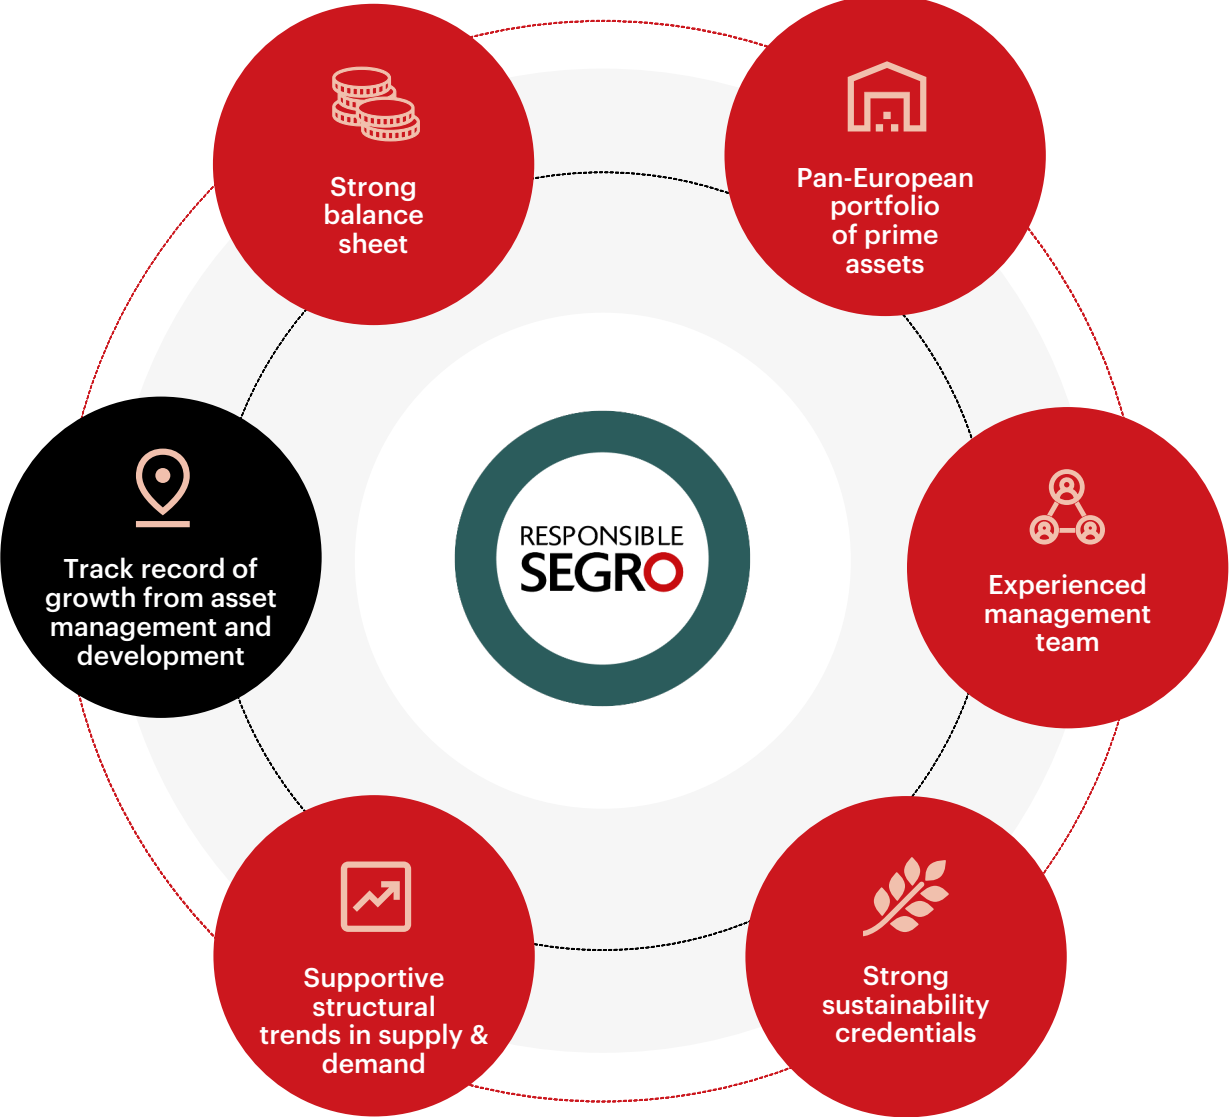 Strong
balance
sheet
Pan-European
portfolio
of prime
assets
Track record of
growth from asset
management and
development
RESPONSIBLE
SEGRO
Experienced
management
team
Supportive
structural
trends in supply &
demand
Strong
sustainability
credentials